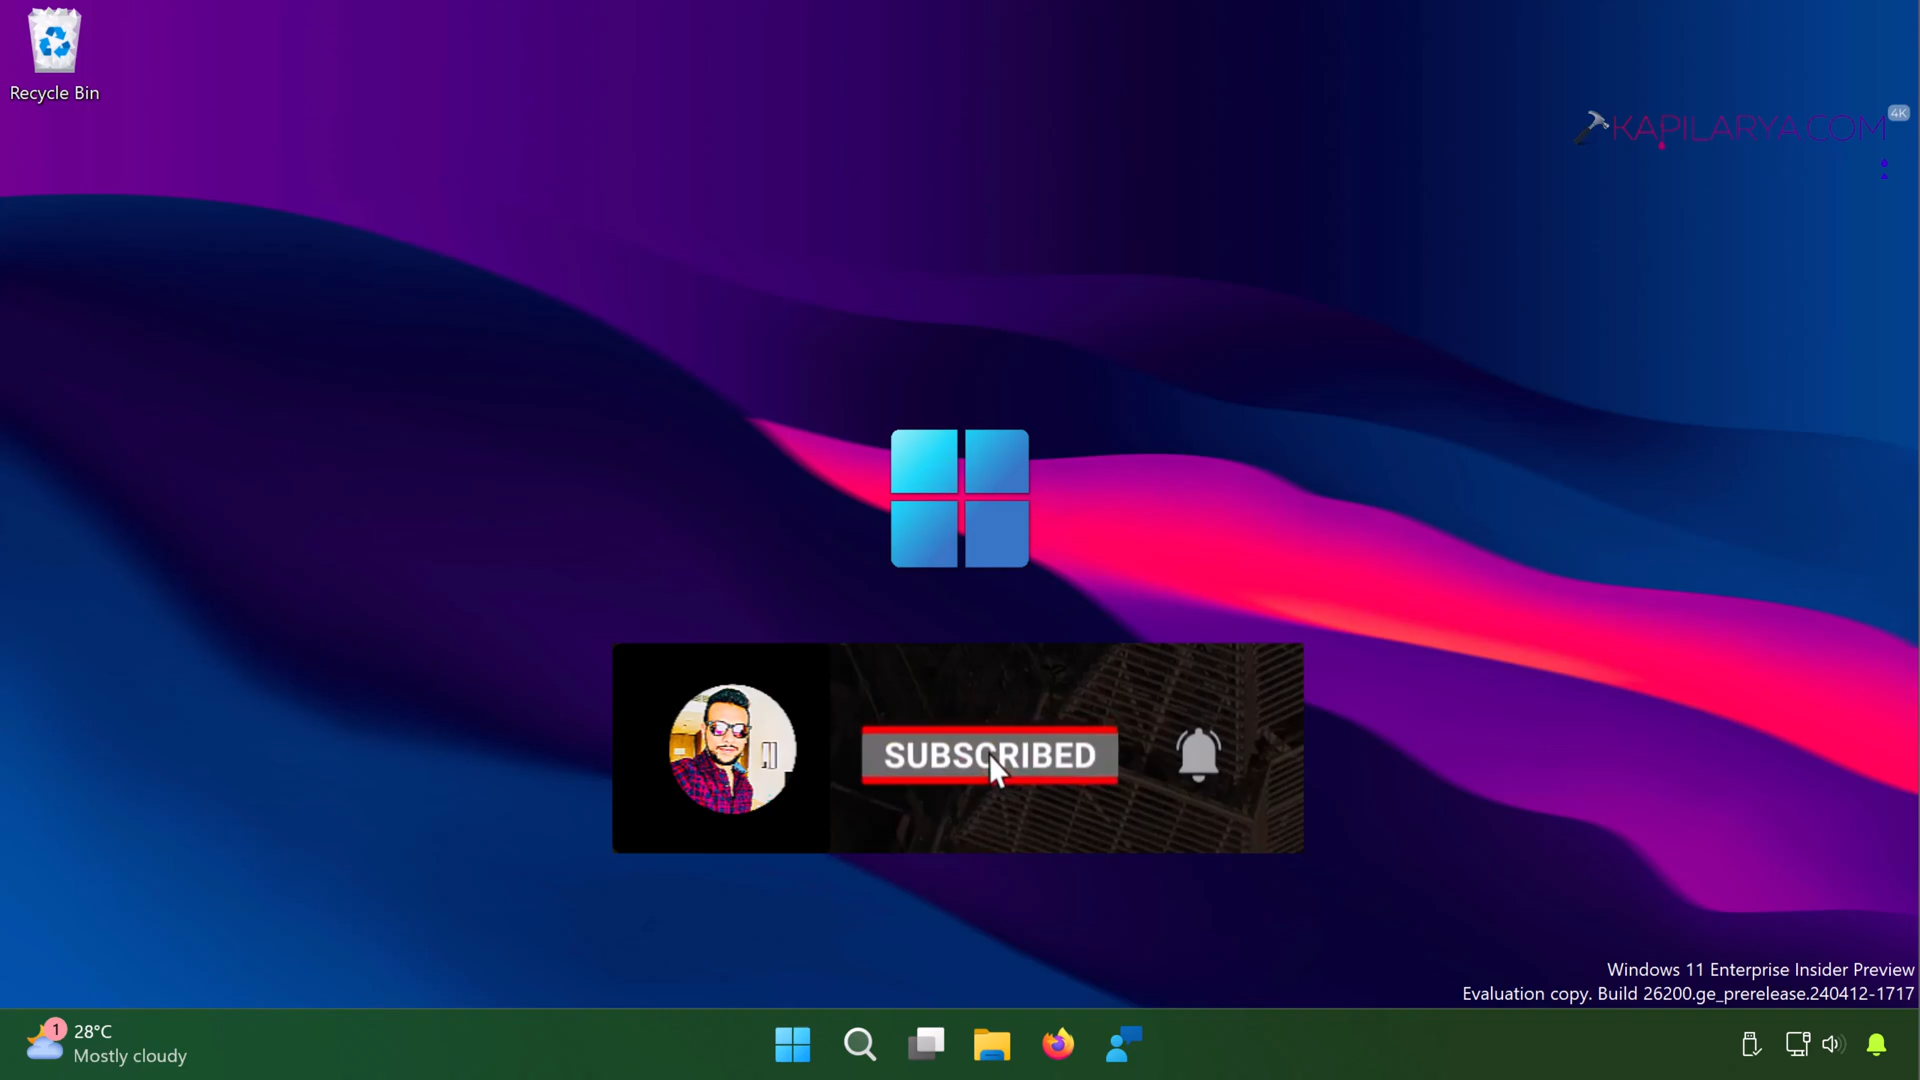 Recycle Bin
KAPILARYA.COM
4K
SUBSCRIBED
Windows 11 Enterprise Insider Preview
Evaluation copy. Build 26200.ge_prerelease.240412-1717
1
28°C
Mostly cloudy